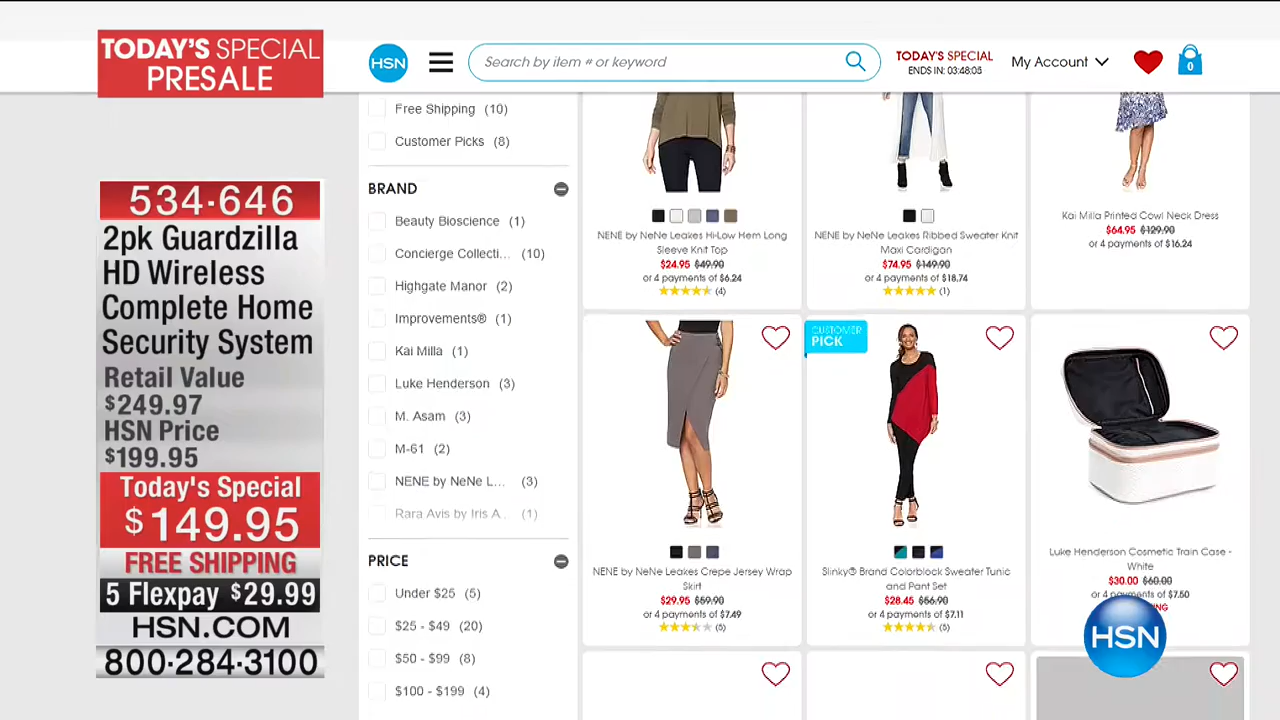 TODAY'S SPECIAL
PRESALE
534-646
2pk Guardzilla
HD Wireless
Complete Home
Security System
Retail Value
$249.97
HSN Price
$199.95
Today's Special
$149.95
FREE SHIPPING
5 Flexpay $29.99
HSN.COM
800-284-3100
HSN
Search by item # or keyword
TODAY'S SPECIAL
ENDS IN: 03:48:05
My Account
0
Free Shipping (10)
Customer Picks (8)
BRAND
Beauty Bioscience (1)
Concierge Collecti... (10)
Highgate Manor (2)
Improvements® (1)
Kai Milla (1)
Luke Henderson (3)
M. Asam (3)
M-61 (2)
NENE by NeNe L... (3)
Rara Avis by Iris A.. (1)
PRICE
Under $25 (5)
$25 - $49 (20)
$50 - $99 (8)
$100 - $199 (4)
NENE by NeNe Leakes Hi-Low Hem Long
Sleeve Knit Top
$24.95 $49.90
or 4 payments of $6.24
(4)
NENE by NeNe Leakes Ribbed Sweater Knit
Maxi Cardigan
$74.95 $149.90
or 4 payments of $18.74
(1)
Kai Milla Printed Cowl Neck Dress
$64.95 $129.90
or 4 payments of $16.24
NENE by NeNe Leakes Crepe Jersey Wrap
Skirt
$29.95 $59.90
or 4 payments of $7.49
(5)
CUSTOMER
PICK
Slinky® Brand Colorblock Sweater Tunic
and Pant Set
$28.45 $56.90
or 4 payments of $7.11
(5)
Luke Henderson Cosmetic Train Case -
White
$30.00 $60.00
or 4 payments of $7.50
HSN